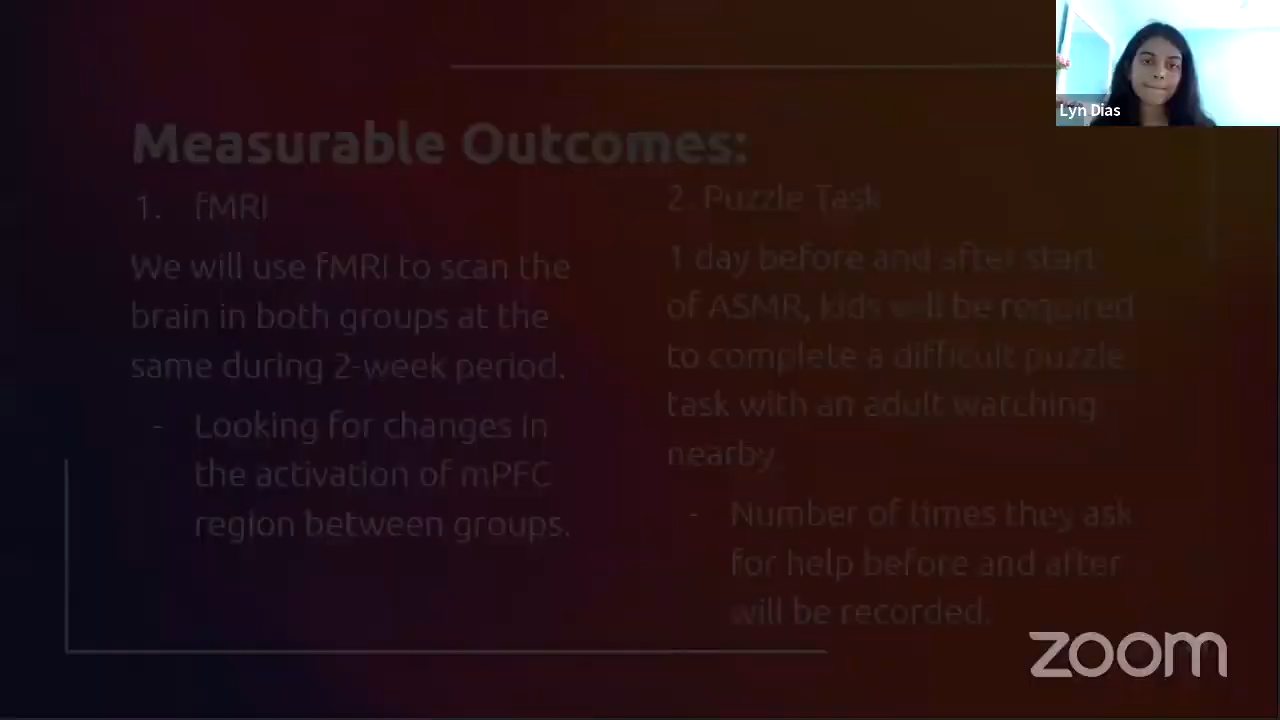 Lyn Dias
Measurable Outcomes:
1. fMRI
We will use fMRI to scan the
brain in both groups at the
same during 2-week period.
- Looking for changes in
the activation of mPFC
region between groups.
2. Puzzle Task
1 day before and after start
of ASMR, kids will be required
to complete a difficult puzzle
task with an adult watching
nearby
- Number of times they ask
for help before and after
will be recorded.
zoom